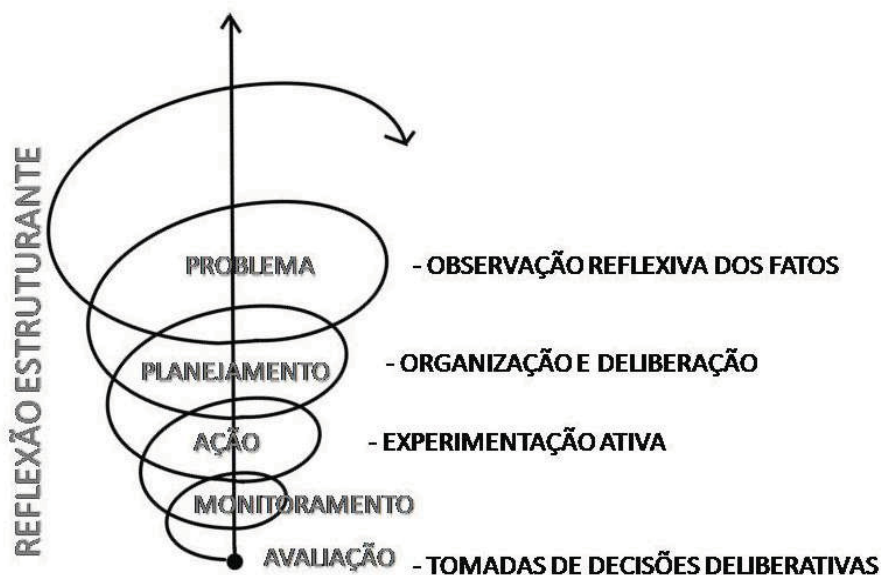 REFLEXÃO ESTRUTURANTE
PROBLEMA - OBSERVAÇÃO REFLEXIVA DOS FATOS
PLANEJAMENTO - ORGANIZAÇÃO E DELIBERAÇÃO
AÇÃO - EXPERIMENTAÇÃO ATIVA
MONITORAMENTO
AVALIAÇÃO - TOMADAS DE DECISÕES DELIBERATIVAS